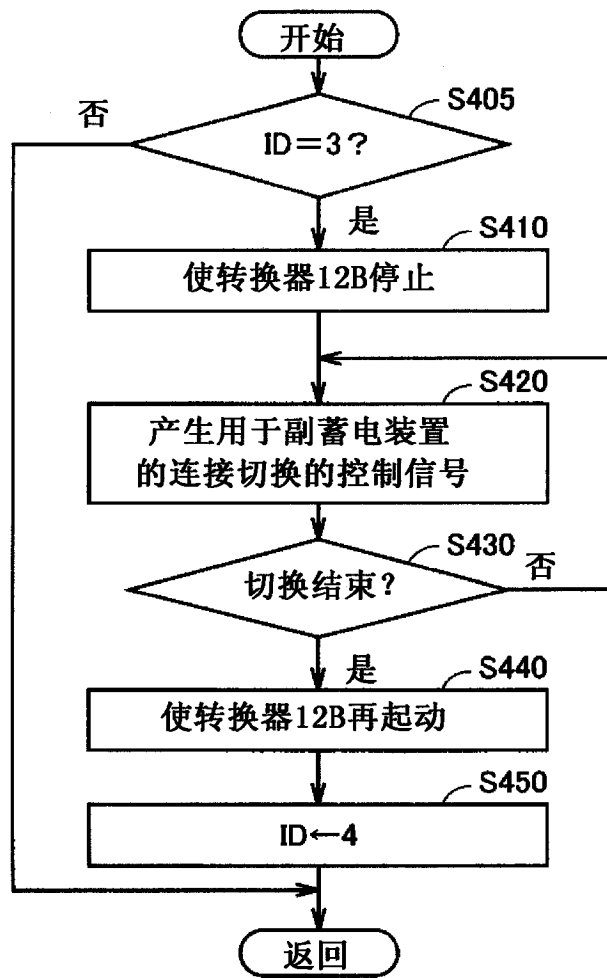 开始
S405
否
ID=3?
是
S410
使转换器12B停止
S420
产生用于副蓄电装置
的连接切换的控制信号
S430
切换结束?
否
是
S440
使转换器12B再起动
S450
ID←4
返回